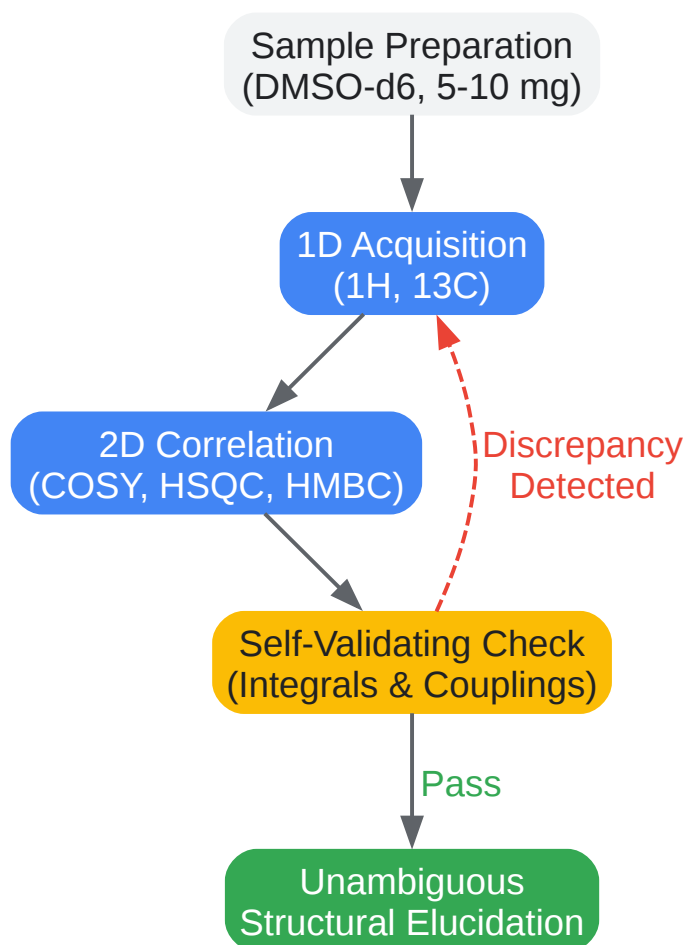 Sample Preparation
(DMSO-d6, 5-10 mg)
1D Acquisition
(1H, 13C)
2D Correlation
(COSY, HSQC, HMBC)
Discrepancy
Detected
Self-Validating Check
(Integrals & Couplings)
Pass
Unambiguous
Structural Elucidation